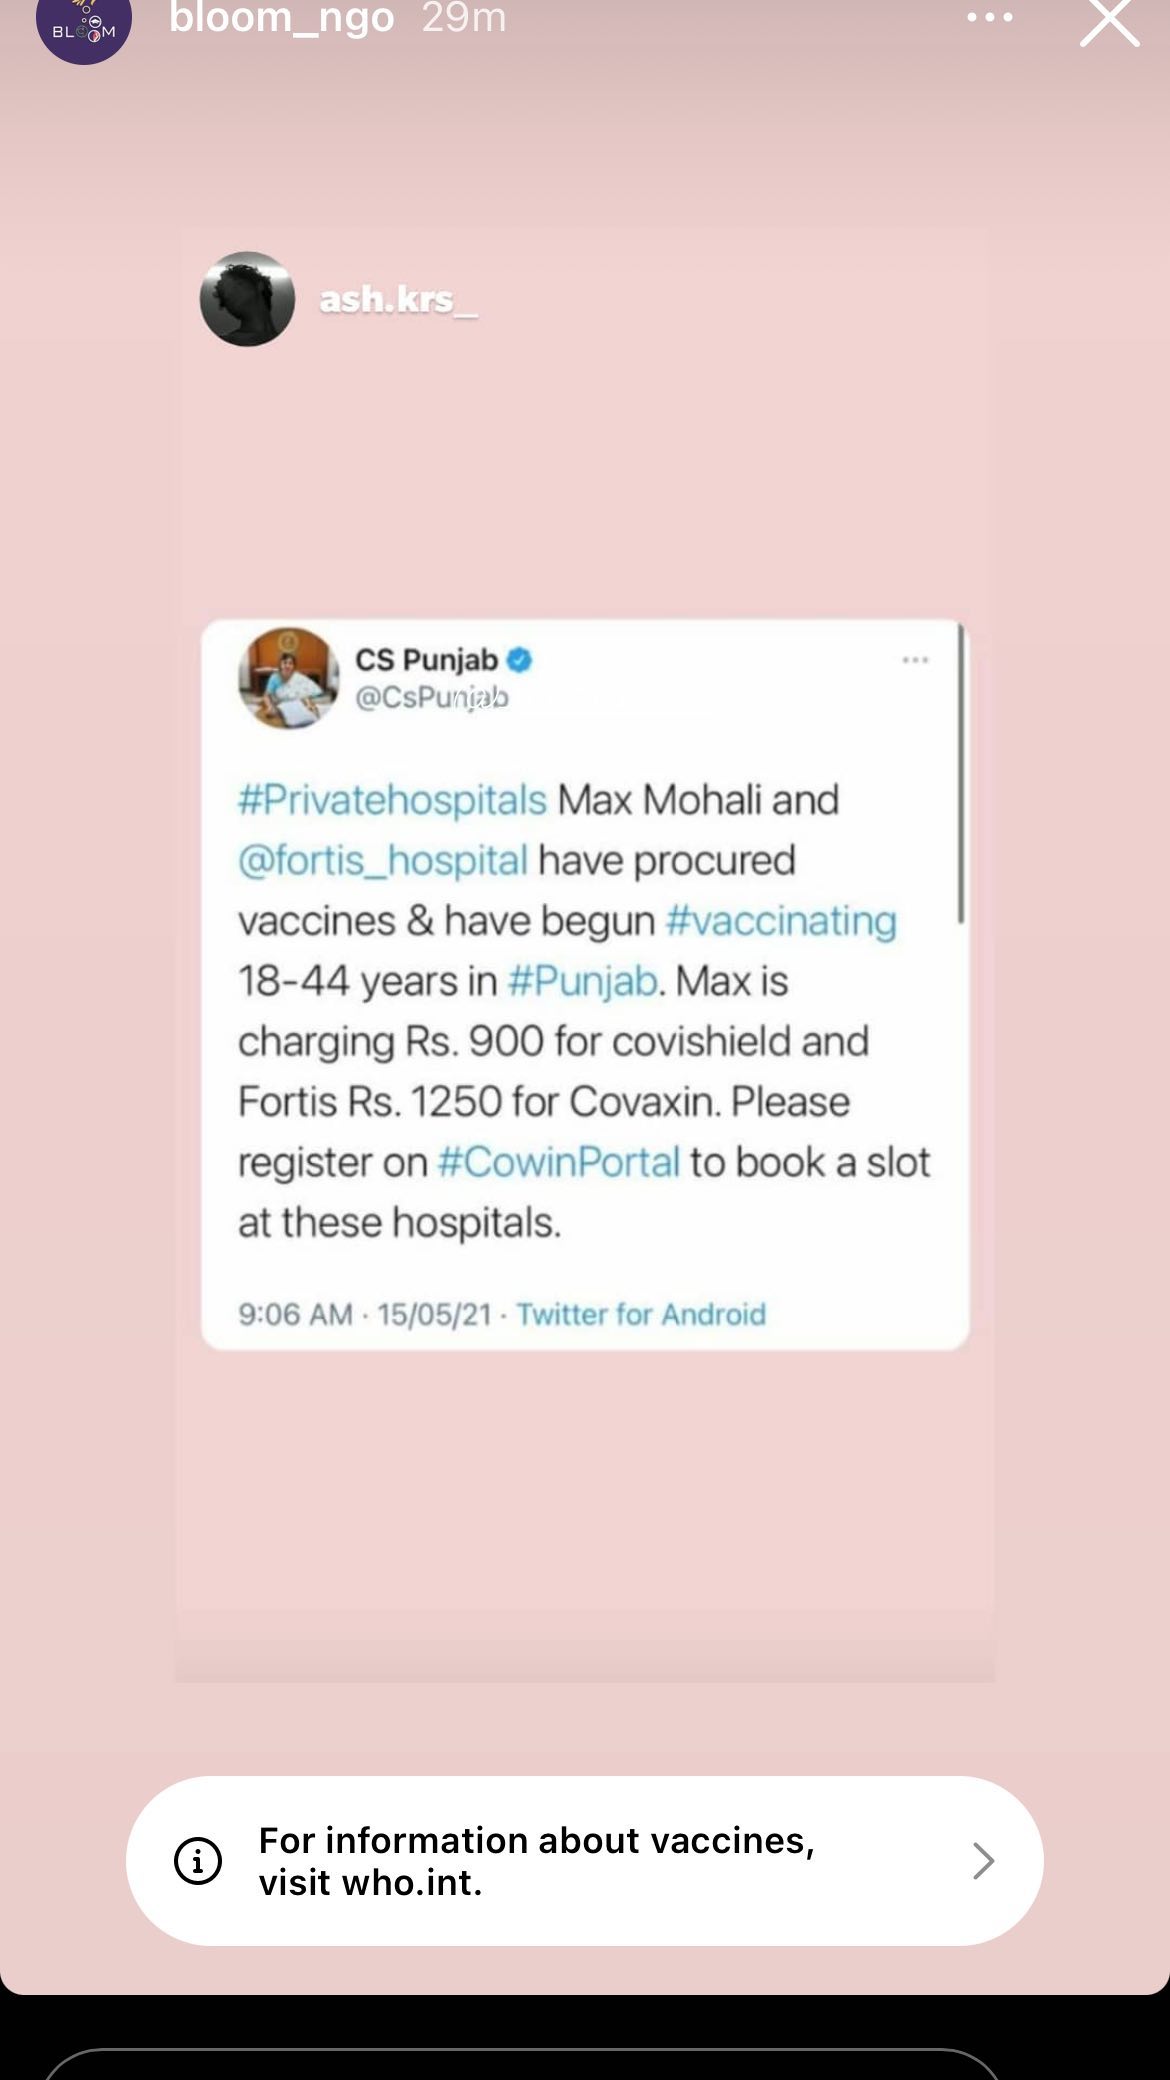 bloom_ngo 29m
BLOOM
ash.krs_
CS Punjab
@CsPunjab
#Privatehospitals Max Mohali and
@fortis_hospital have procured
vaccines & have begun #vaccinating
18-44 years in #Punjab. Max is
charging Rs. 900 for covishield and
Fortis Rs. 1250 for Covaxin. Please
register on #CowinPortal to book a slot
at these hospitals.
9:06 AM · 15/05/21 · Twitter for Android
For information about vaccines,
visit who.int.